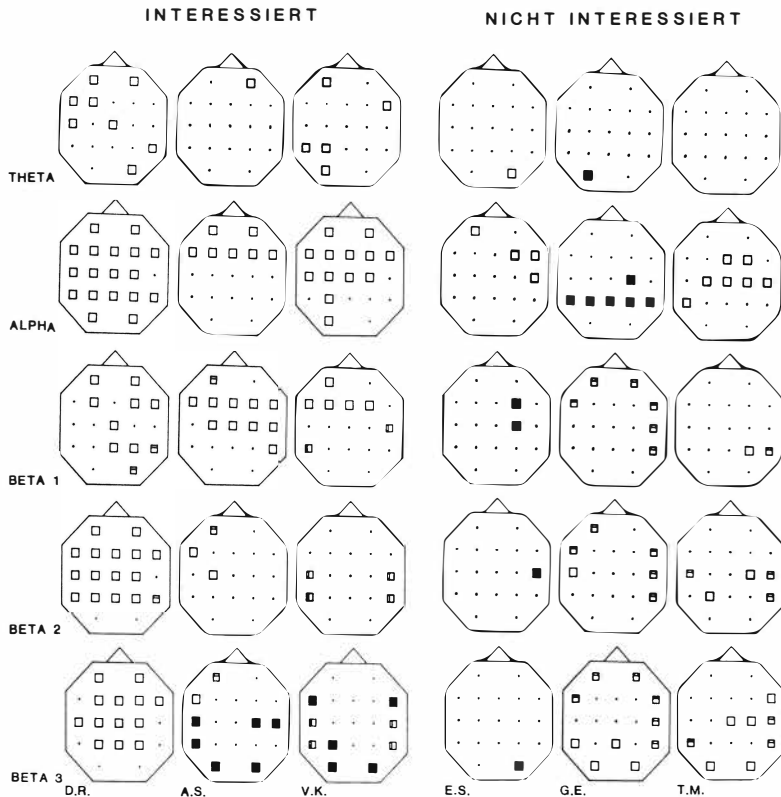 INTERESSIERT
NICHT INTERESSIERT
THETA
ALPHA
BETA 1
BETA 2
BETA 3
D.R.
A.S.
V.K.
E.S.
G.E.
T.M.